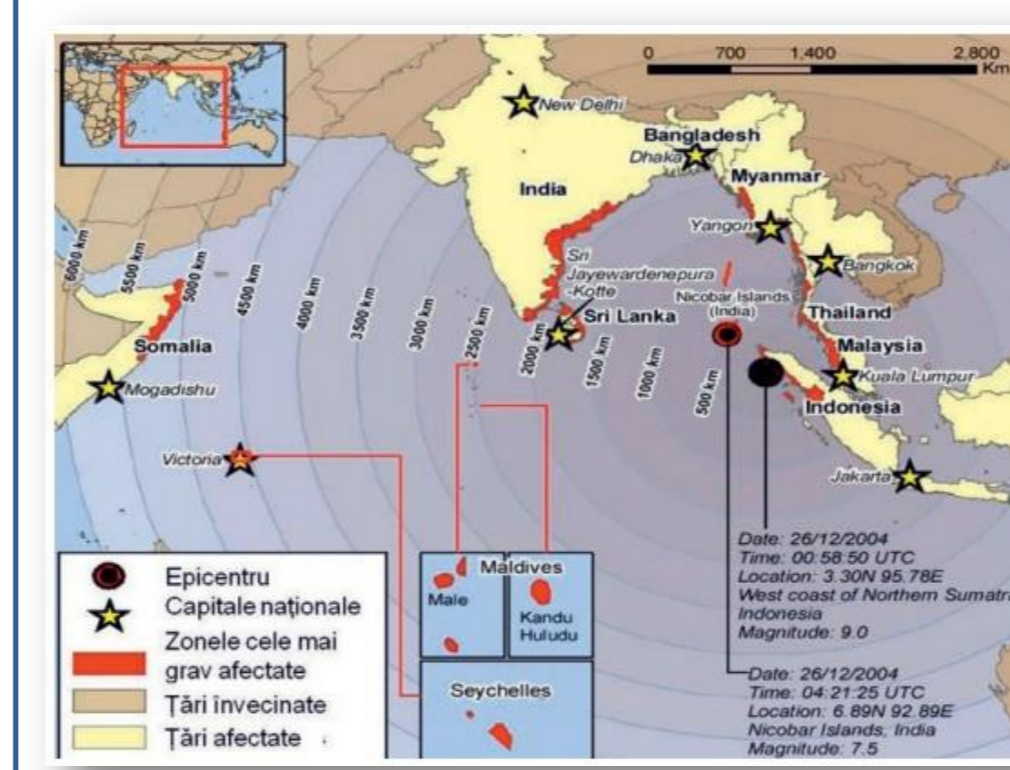 0 700 1,400 2,800
Km
New Delhi
Bangladesh
Dhaka
Myanmar
India
Yangon
Bangkok
Sri
Jayewardenepura
-Kotte
Nicobar Islands
(India)
Sri Lanka
Thailand
Malaysia
Kuala Lumpur
Indonesia
Jakarta
6000 km
5500 km
5000 km
4500 km
4000 km
3500 km
3000 km
2500 km
2000 km
1500 km
1000 km
500 km
Somalia
Mogadishu
Victoria
Epicentru
Capitale naționale
Zonele cele mai
grav afectate
Țări învecinate
Țări afectate
Maldives
Male
Kandu
Huludu
Seychelles
Date: 26/12/2004
Time: 00:58:50 UTC
Location: 3.30N 95.78E
West coast of Northern Sumatr
Indonesia
Magnitude: 9.0
Date: 26/12/2004
Time: 04:21:25 UTC
Location: 6.89N 92.89E
Nicobar Islands, India
Magnitude: 7.5